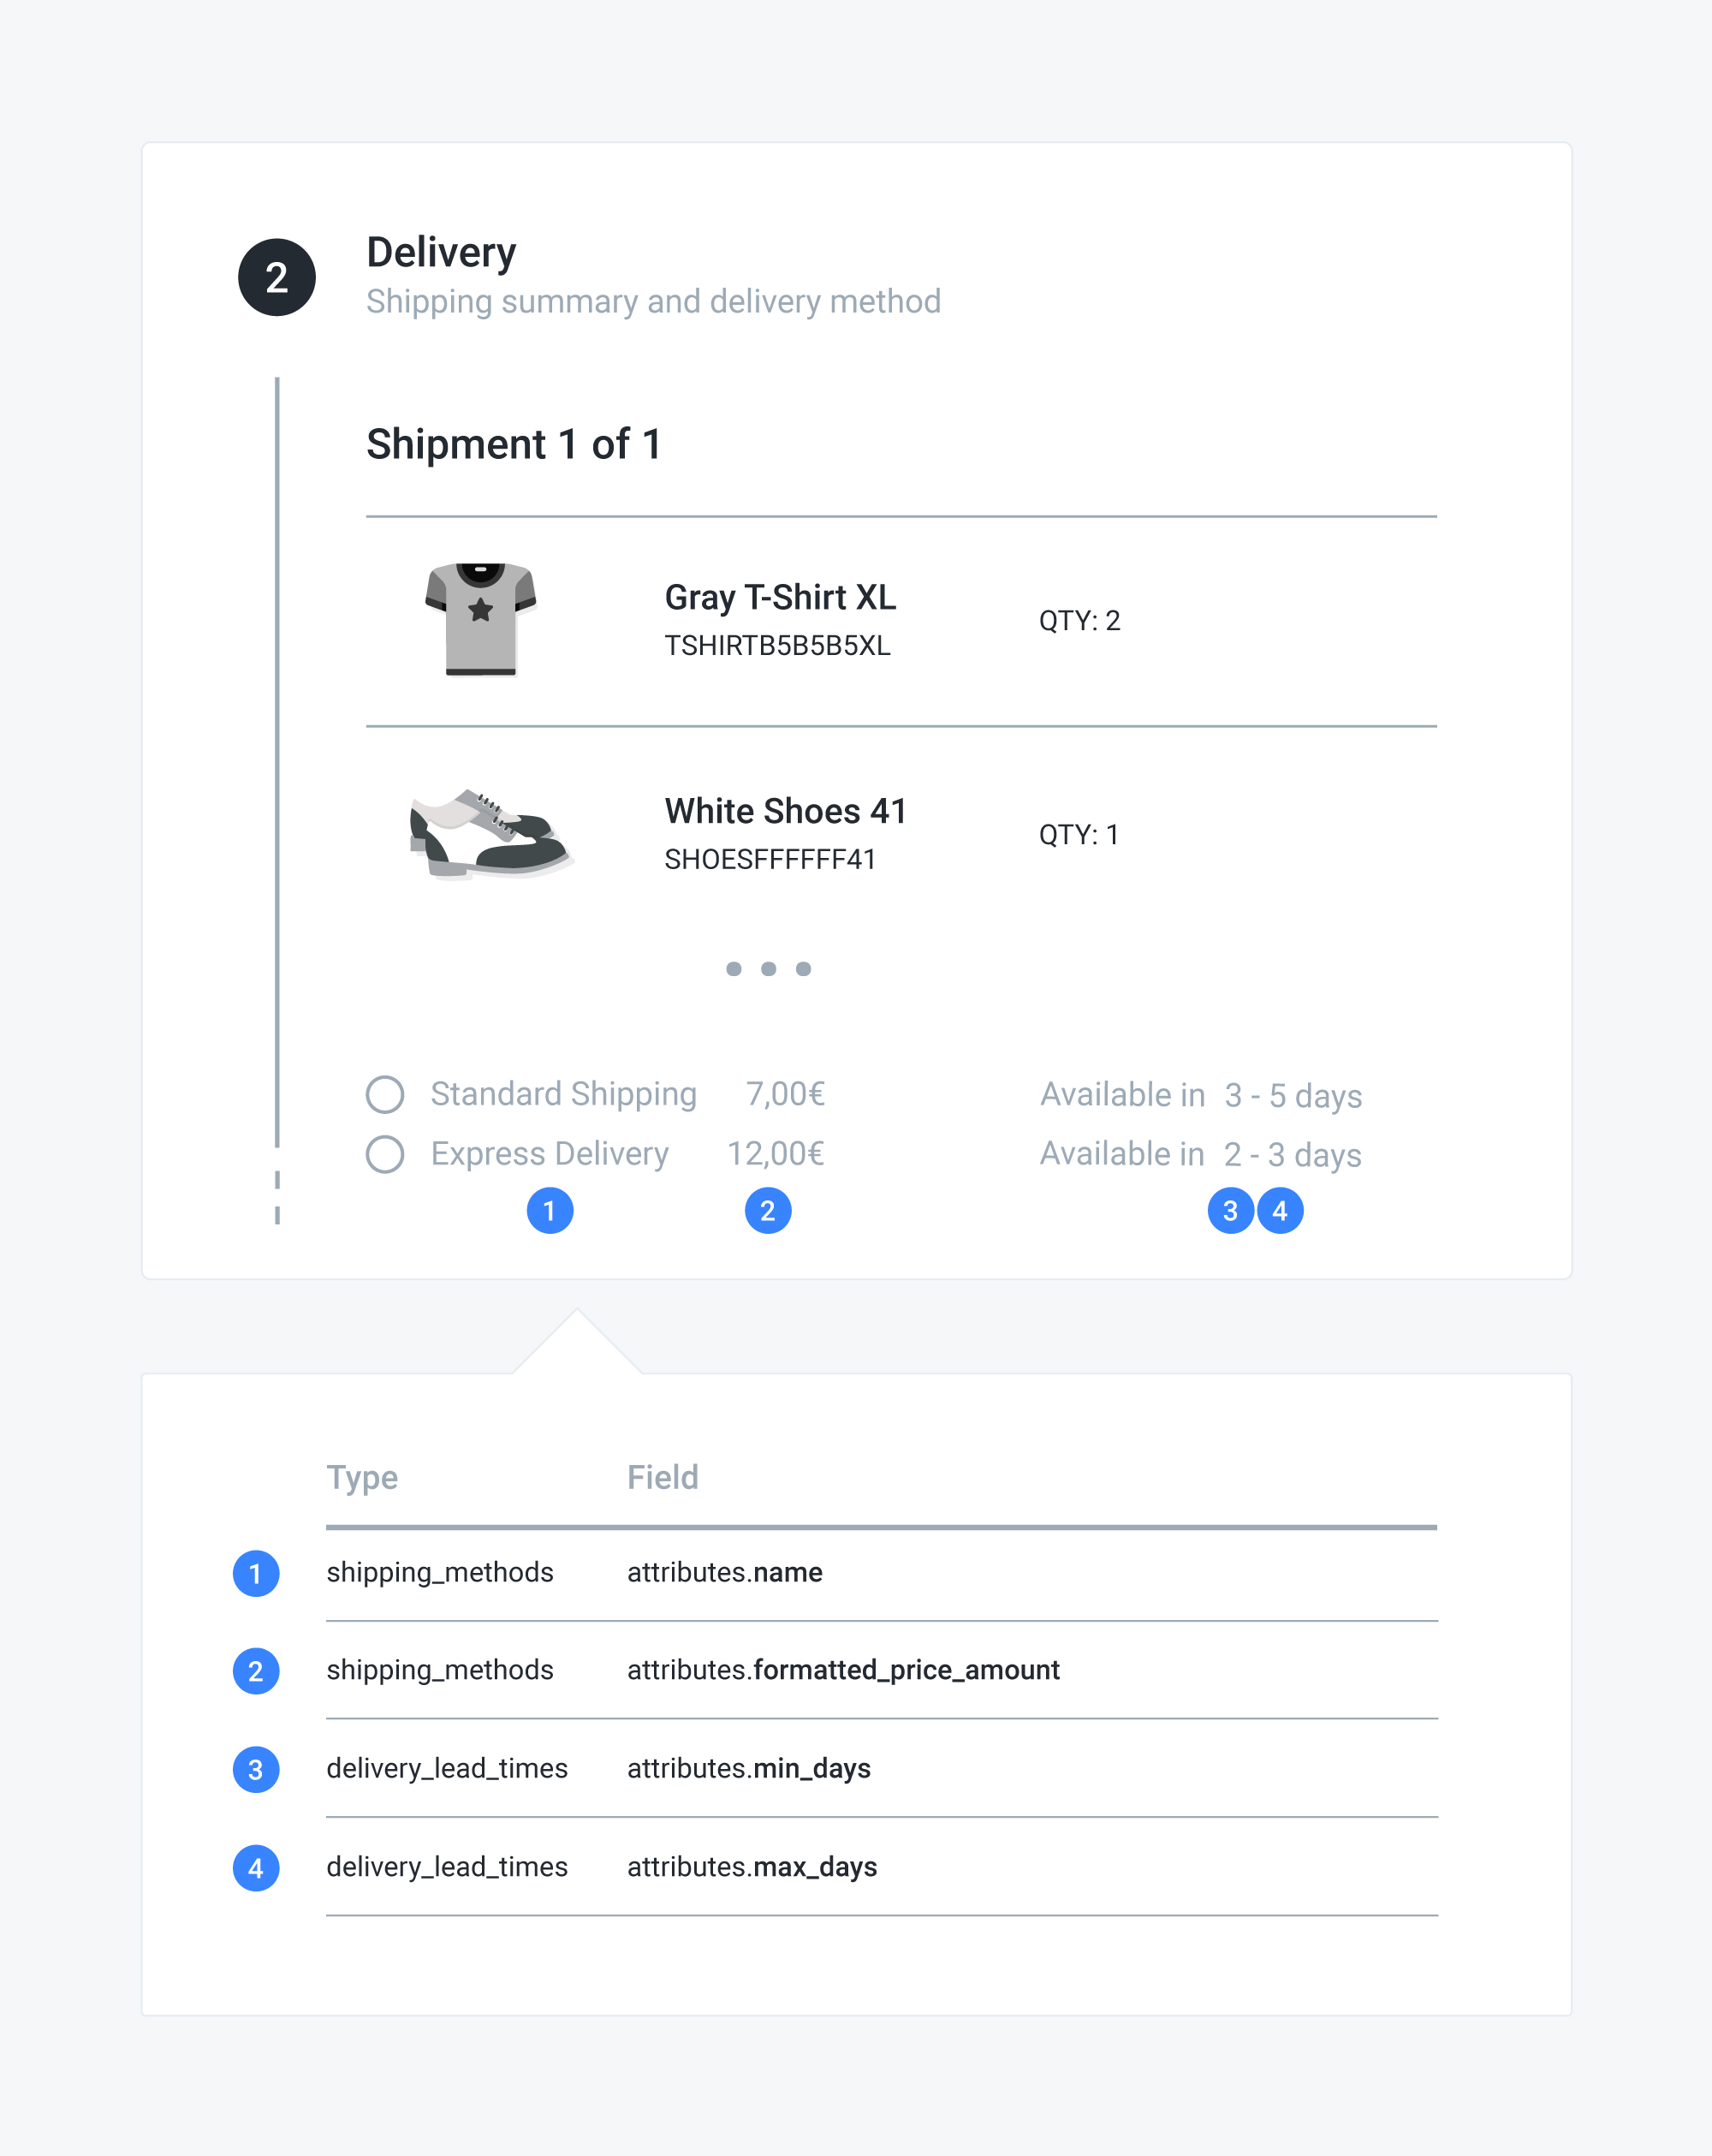 2
Delivery
Shipping summary and delivery method
Shipment 1 of 1
Gray T-Shirt XL
TSHIRTB5B5B5XL
QTY: 2
White Shoes 41
SHOESFFFFFF41
QTY: 1
Standard Shipping 7,00€ Available in 3 - 5 days
Express Delivery 12,00€ Available in 2 - 3 days
1 2 3 4
Type Field
1 shipping_methods attributes.name
2 shipping_methods attributes.formatted_price_amount
3 delivery_lead_times attributes.min_days
4 delivery_lead_times attributes.max_days